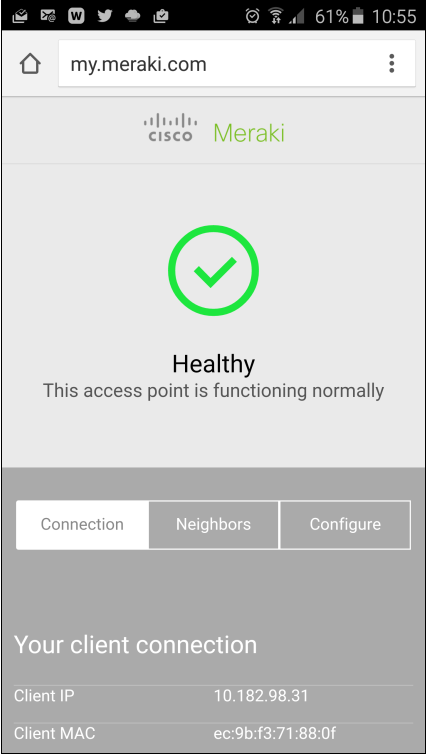 W 61% 10:55
my.meraki.com
CISCO Meraki
Healthy
This access point is functioning normally
Connection Neighbors Configure
Your client connection
Client IP 10.182.98.31
Client MAC ec:9b:f3:71:88:0f